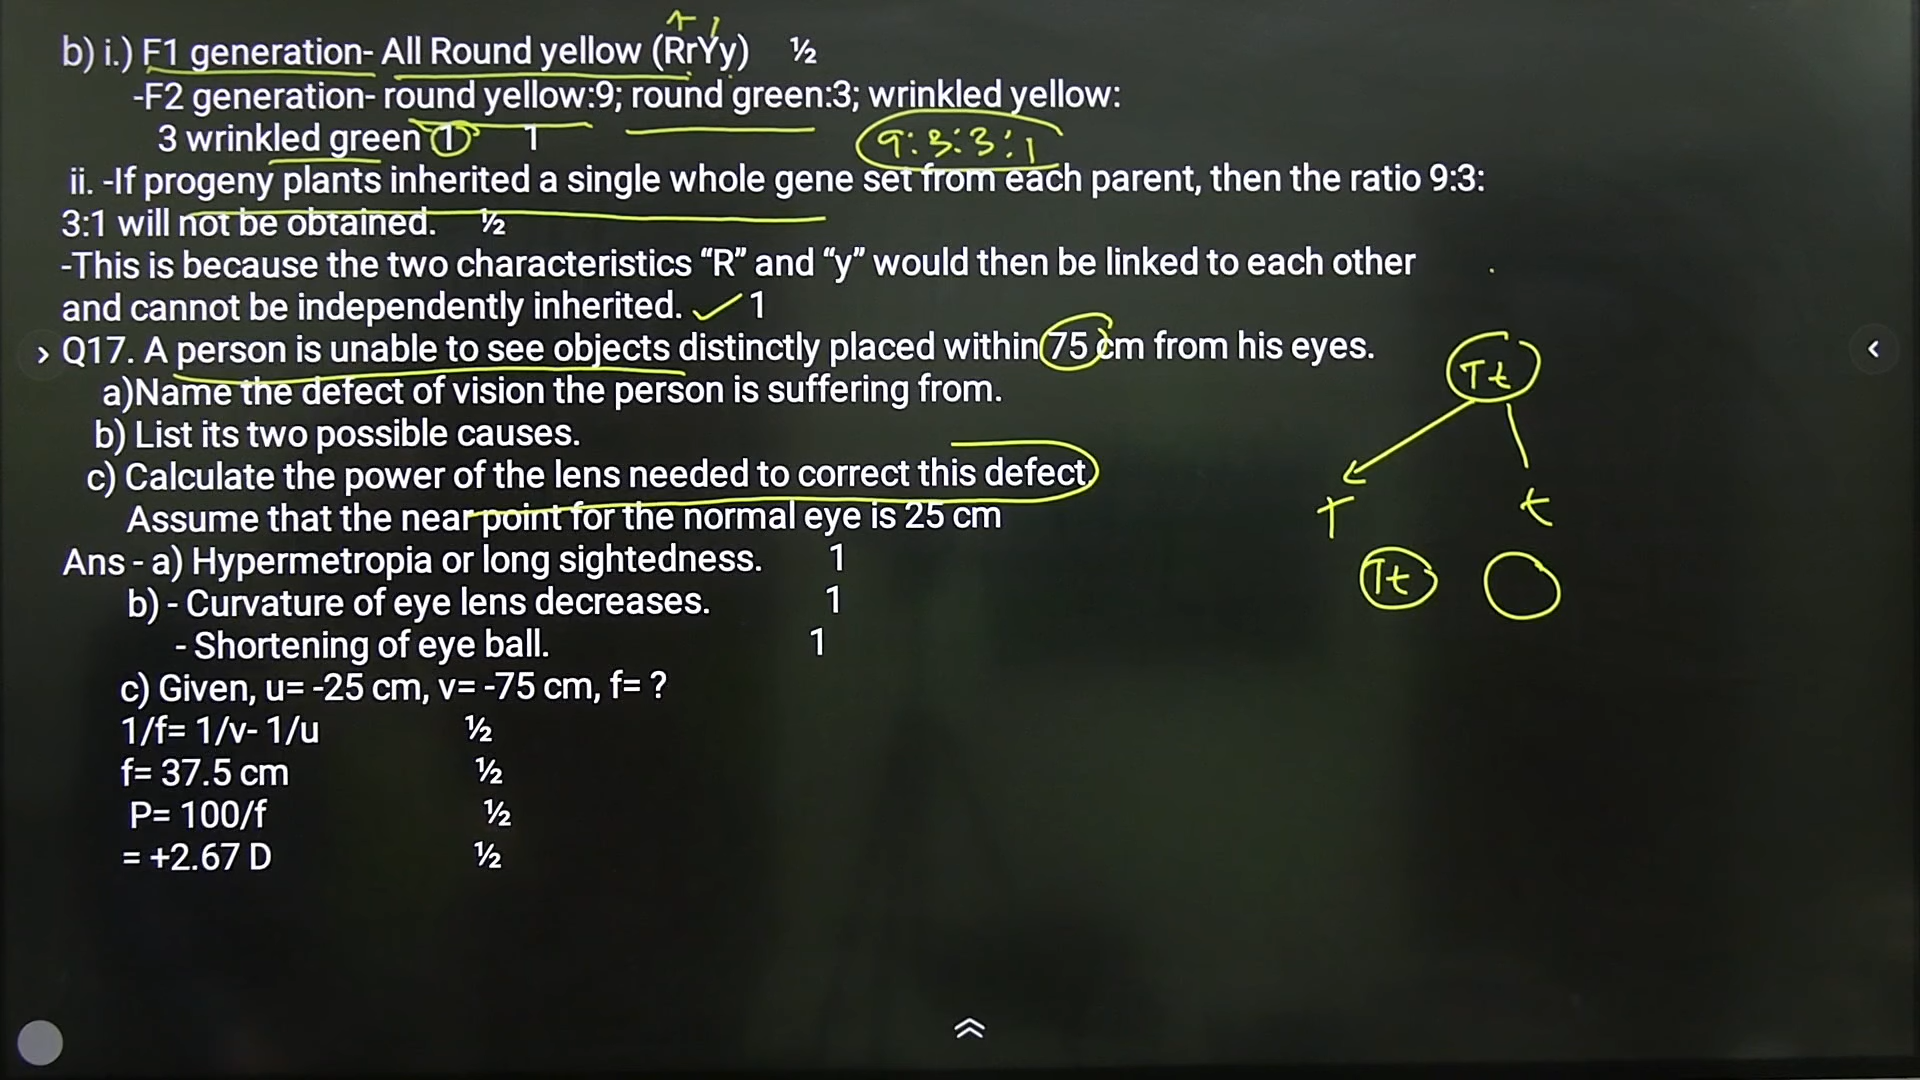 b) i.) F1 generation- All Round yellow (RrYy) ½
-F2 generation- round yellow:9; round green:3; wrinkled yellow:
3 wrinkled green 1 1
9:3:3:1
ii. -If progeny plants inherited a single whole gene set from each parent, then the ratio 9:3:
3:1 will not be obtained. ½
-This is because the two characteristics “R” and “y” would then be linked to each other
and cannot be independently inherited. ✓ 1
Q17. A person is unable to see objects distinctly placed within 75 cm from his eyes.
a)Name the defect of vision the person is suffering from.
b) List its two possible causes.
c) Calculate the power of the lens needed to correct this defect
Assume that the near point for the normal eye is 25 cm
Ans - a) Hypermetropia or long sightedness. 1
b) - Curvature of eye lens decreases. 1
- Shortening of eye ball. 1
c) Given, u= -25 cm, v= -75 cm, f= ?
1/f= 1/v- 1/u ½
f= 37.5 cm ½
P= 100/f ½
= +2.67 D ½
Tt
T t
Tt